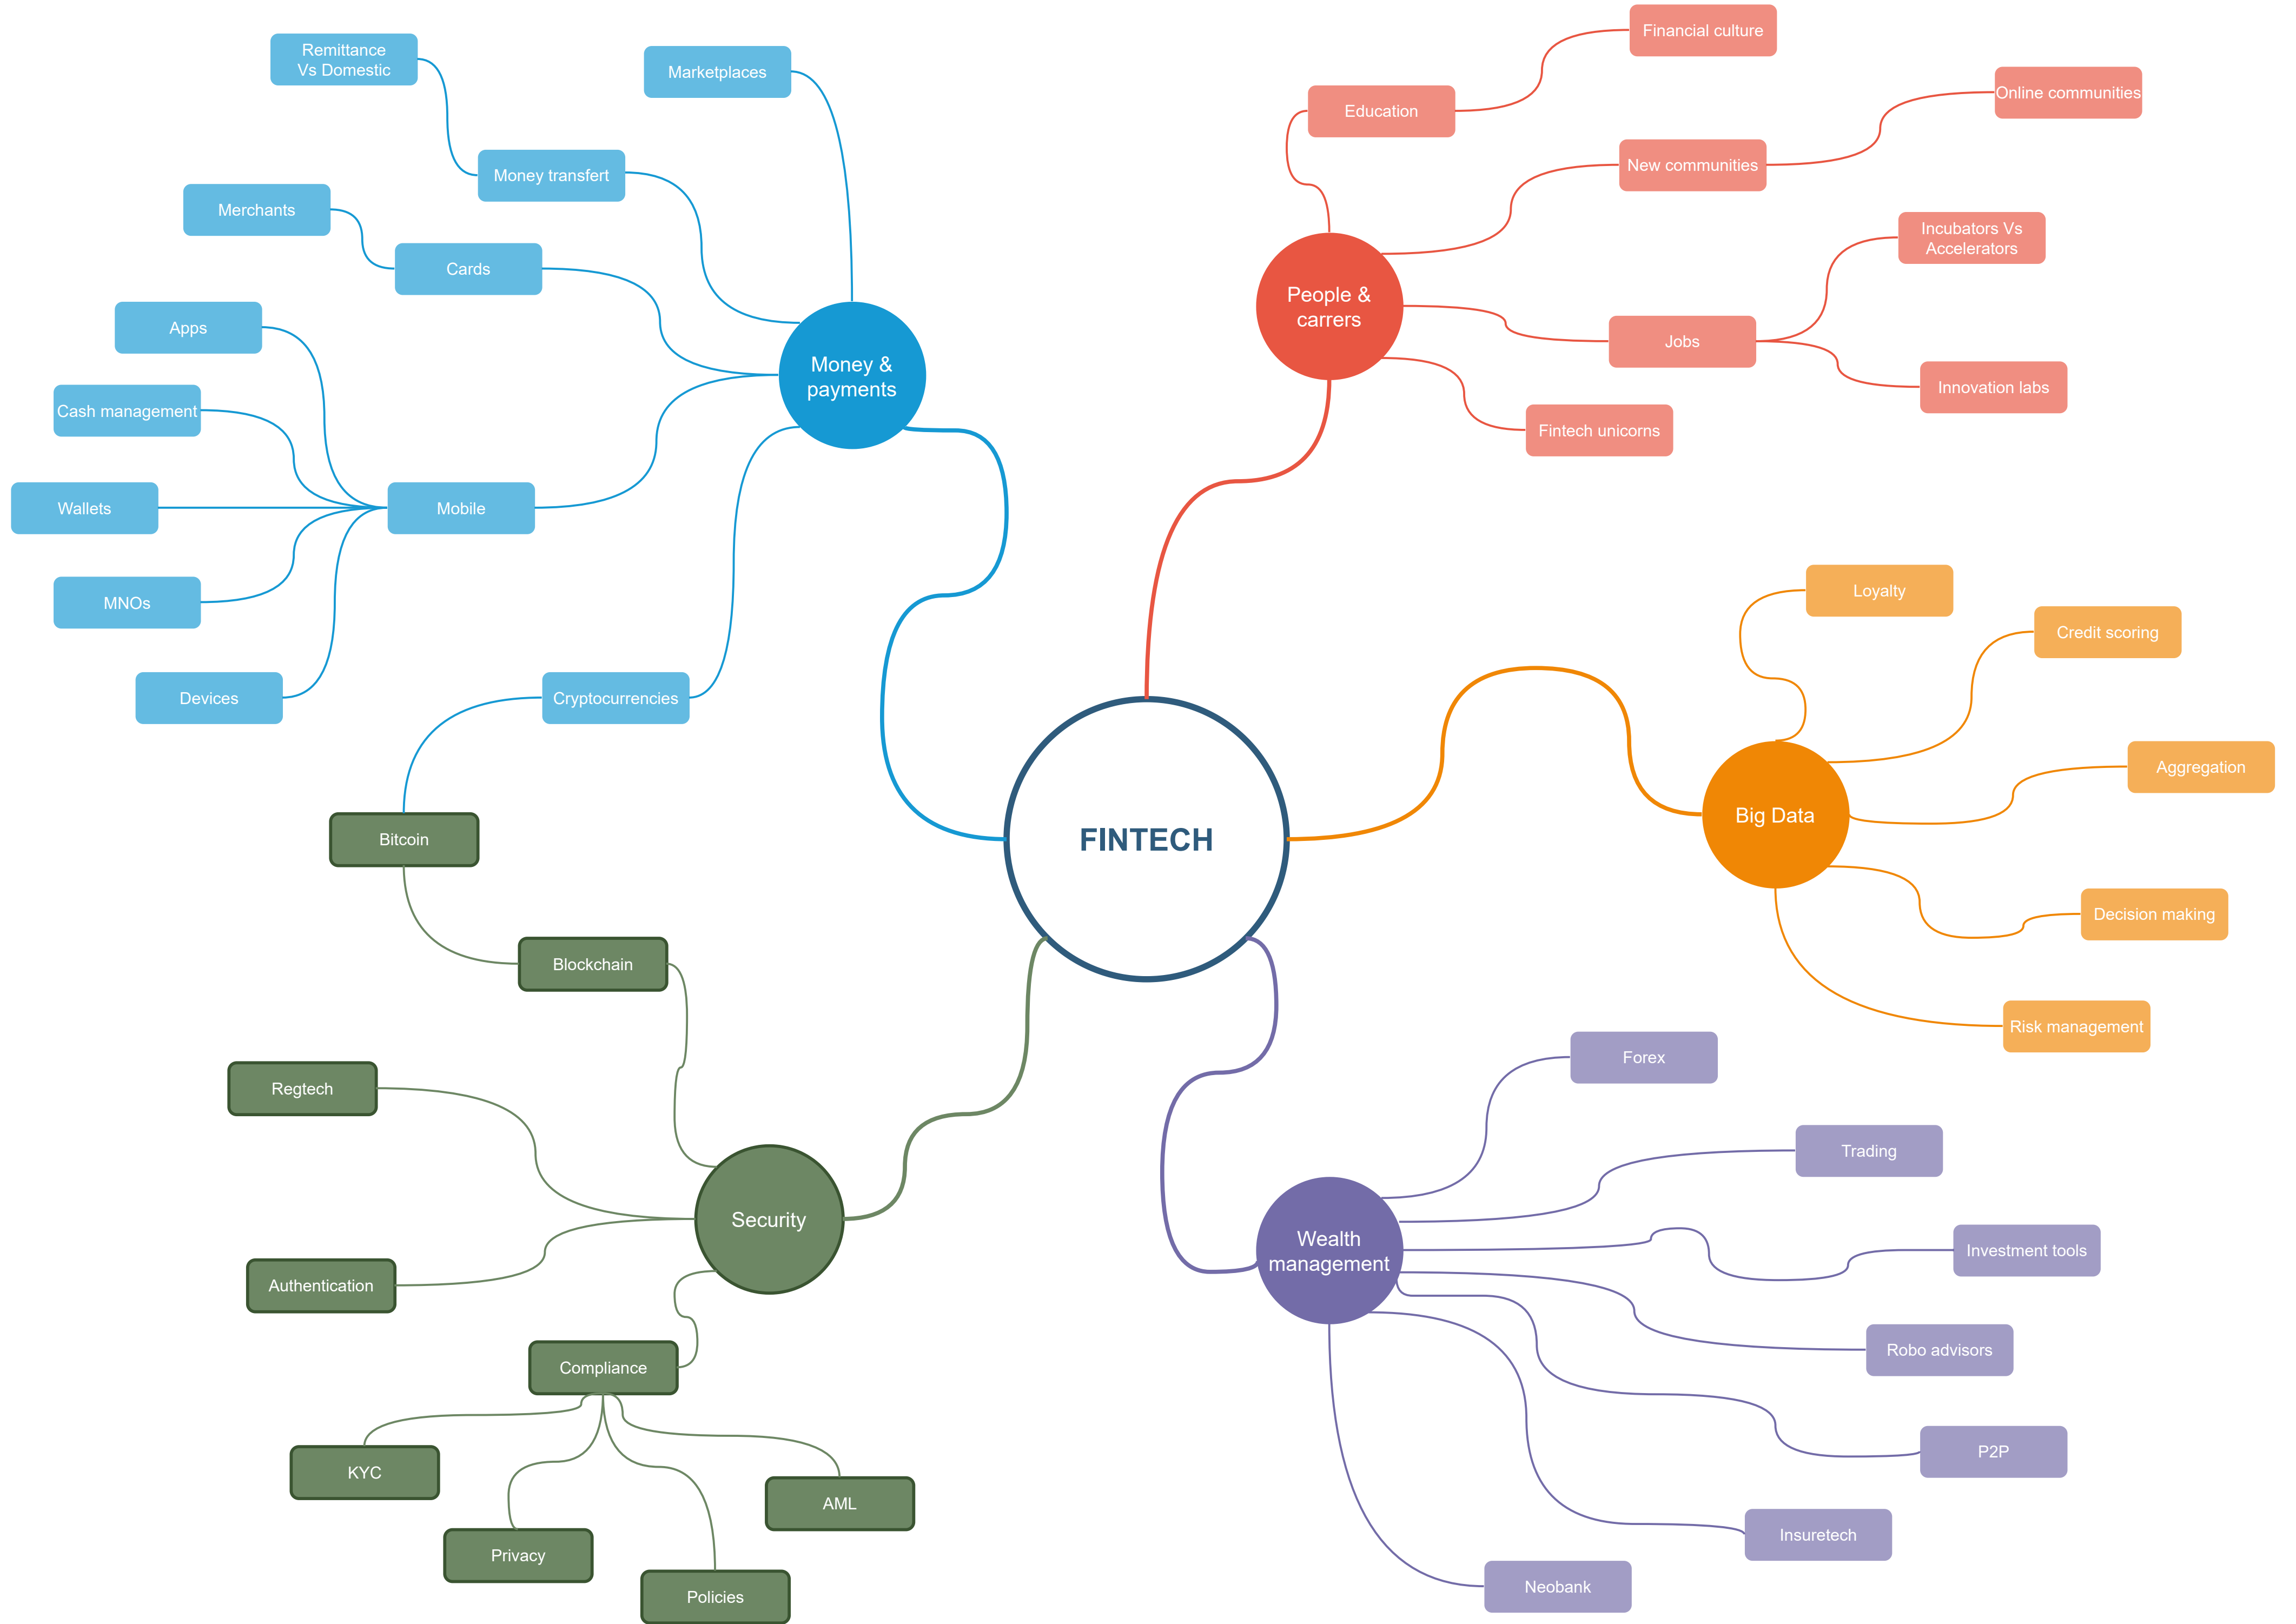 FINTECH
Money &
payments
Marketplaces
Money transfert
Remittance
Vs Domestic
Cards
Merchants
Mobile
Apps
Cash management
Wallets
MNOs
Devices
Cryptocurrencies
Bitcoin
Blockchain
Security
Regtech
Authentication
Compliance
KYC
Privacy
Policies
AML
People &
carrers
Education
Financial culture
New communities
Online communities
Jobs
Incubators Vs
Accelerators
Innovation labs
Fintech unicorns
Big Data
Loyalty
Credit scoring
Aggregation
Decision making
Risk management
Wealth
management
Forex
Trading
Investment tools
Robo advisors
P2P
Insuretech
Neobank